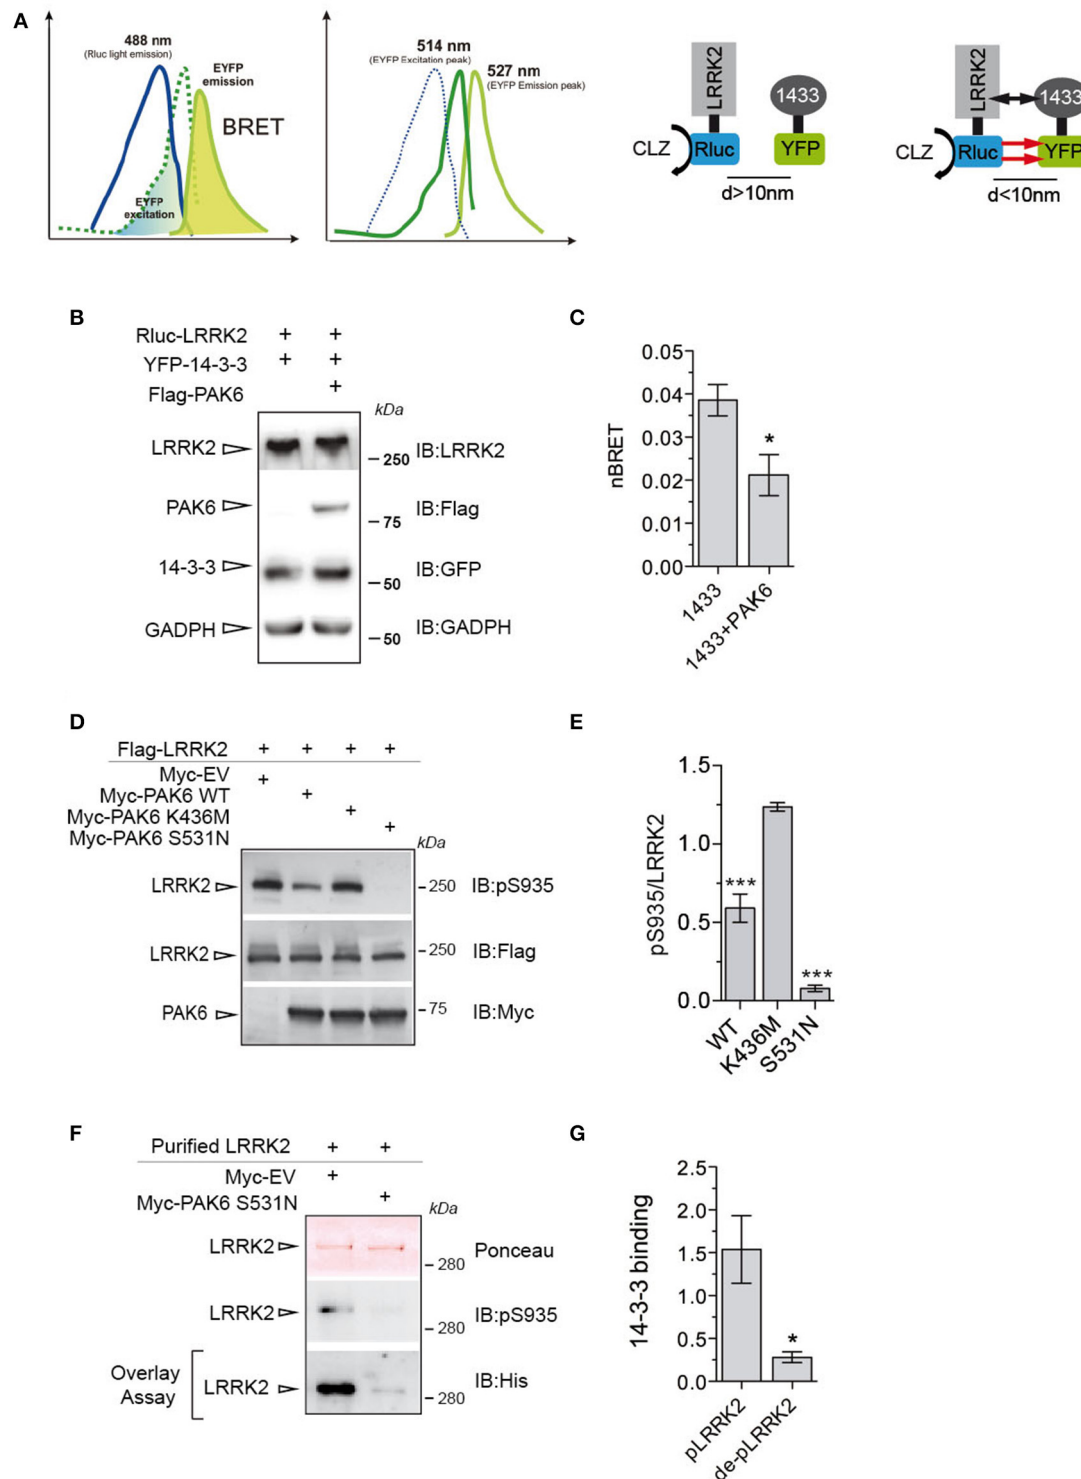 A
488 nm
(Rluc light emission)
EYFP
emission
BRET
EYFP
excitation
514 nm
(EYFP Excitation peak)
527 nm
(EYFP Emission peak)
LRRK2
1433
CLZ
Rluc
YFP
d>10nm
LRRK2
1433
CLZ
Rluc
YFP
d<10nm
B
Rluc-LRRK2 + +
YFP-14-3-3 + +
Flag-PAK6 +
kDa
LRRK2 250 IB:LRRK2
PAK6 75 IB:Flag
14-3-3 50 IB:GFP
GADPH 50 IB:GADPH
C
nBRET
0.05
0.04
0.03
0.02
0.01
0.00
*
1433
1433+PAK6
D
Flag-LRRK2 + + + +
Myc-EV +
Myc-PAK6 WT +
Myc-PAK6 K436M +
Myc-PAK6 S531N +
kDa
LRRK2 250 IB:pS935
LRRK2 250 IB:Flag
PAK6 75 IB:Myc
E
pS935/LRRK2
1.5
1.0
0.5
0.0
***
***
WT
K436M
S531N
F
Purified LRRK2 + +
Myc-EV +
Myc-PAK6 S531N +
kDa
LRRK2 280 Ponceau
LRRK2 280 IB:pS935
Overlay
Assay
LRRK2 280 IB:His
G
14-3-3 binding
2.5
2.0
1.5
1.0
0.5
0.0
*
pLRRK2
de-pLRRK2